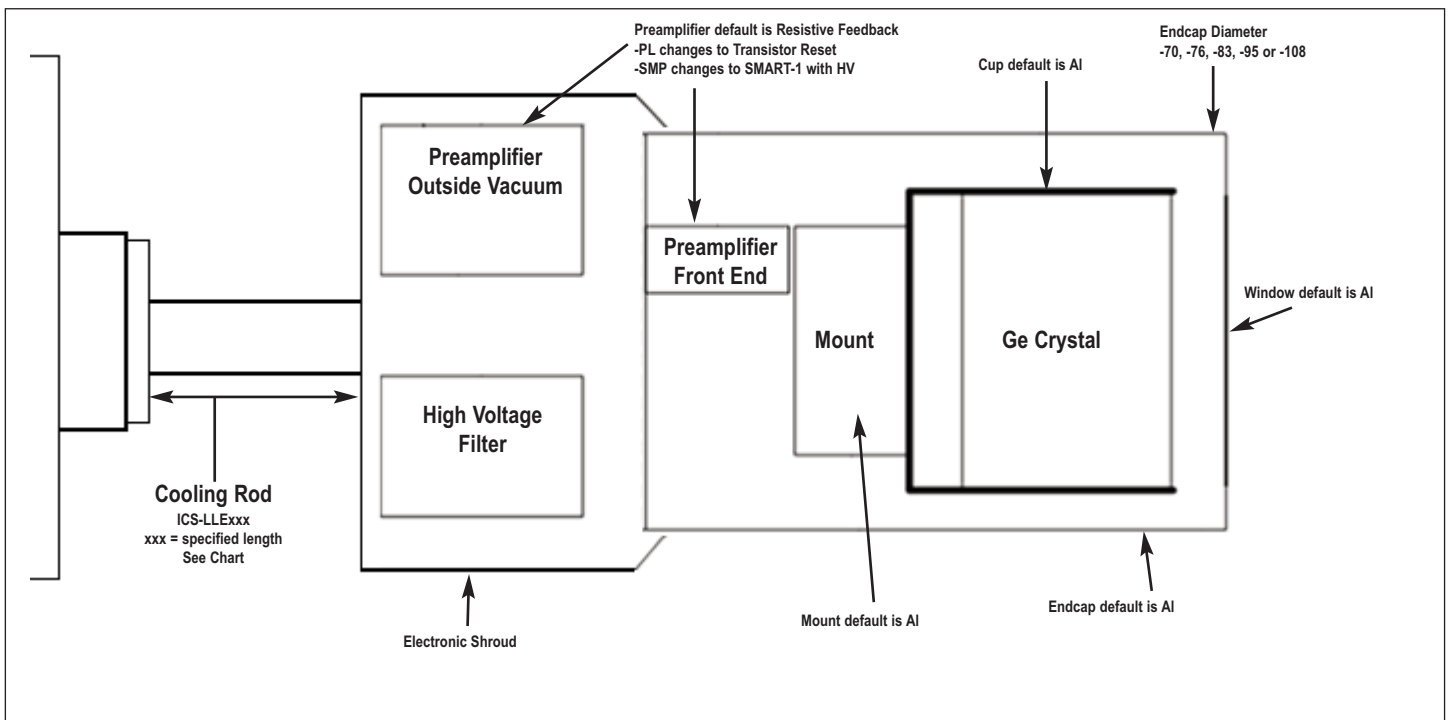 Preamplifier default is Resistive Feedback
-PL changes to Transistor Reset
-SMP changes to SMART-1 with HV
Endcap Diameter
-70, -76, -83, -95 or -108
Cup default is Al
Preamplifier
Outside Vacuum
Preamplifier
Front End
Window default is Al
Mount
Ge Crystal
High Voltage
Filter
Cooling Rod
ICS-LLExxx
xxx = specified length
See Chart
Mount default is Al
Endcap default is Al
Electronic Shroud